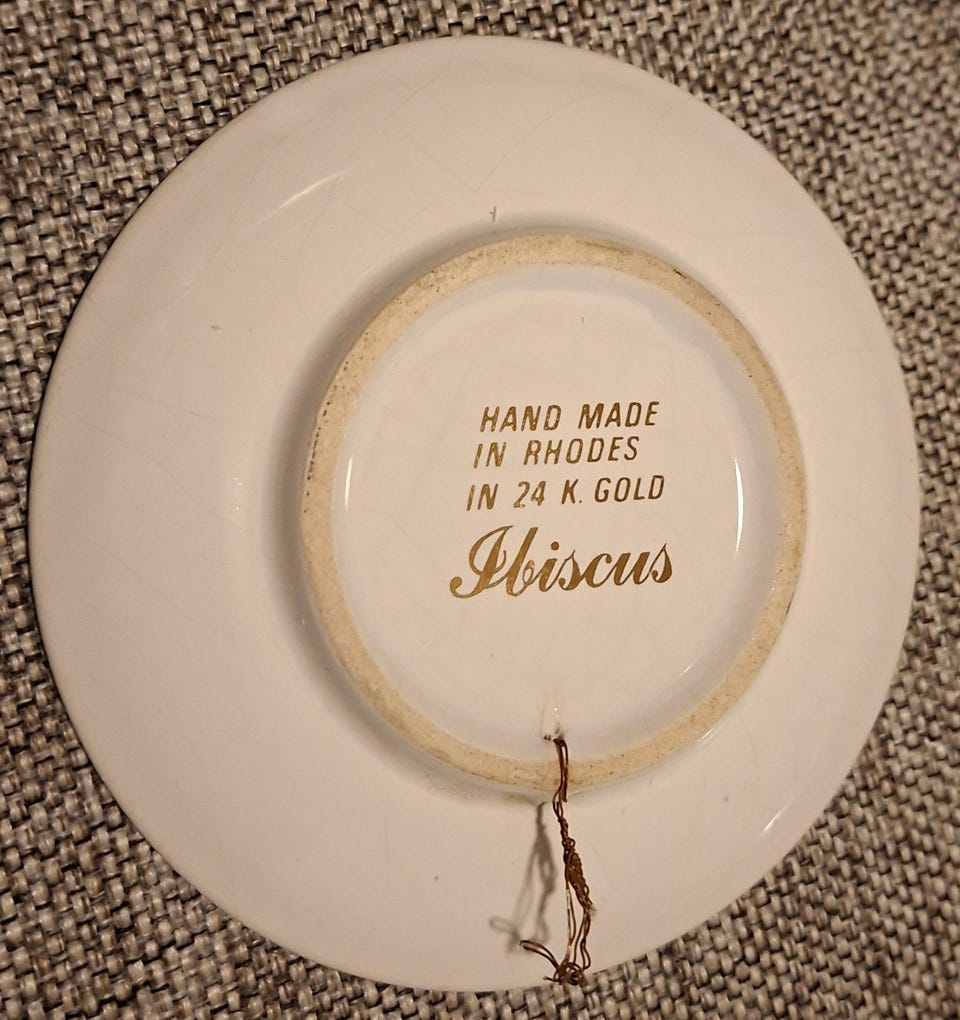 HAND MADE
IN RHODES
IN 24 K. GOLD
Ibiscus